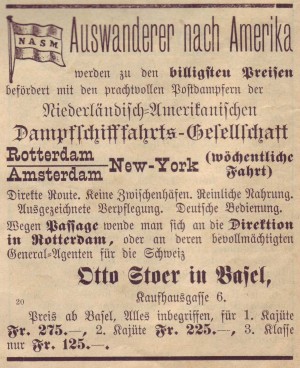 NASM
Auswanderer nach Amerika
werden zu den billigsten Preisen
befördert mit den prachtvollen Postdampfern der
Niederländisch-Amerikanischen
Dampfschifffahrts-Gesellschaft
Rotterdam
Amsterdam
New-York (wöchentliche Fahrt)
Direkte Route. Keine Zwischenhäfen. Reinliche Nahrung.
Ausgezeichnete Verpflegung. Deutsche Bedienung.
Wegen Passage wende man sich an die Direktion
in Rotterdam, oder an deren bevollmächtigten
General-Agenten für die Schweiz
Otto Stoer in Basel,
20 Kaufhausgasse 6.
Preis ab Basel, Alles inbegriffen, für 1. Kajüte
Fr. 275.—, 2. Kajüte Fr. 225.—, 3. Klasse
nur Fr. 125.—.